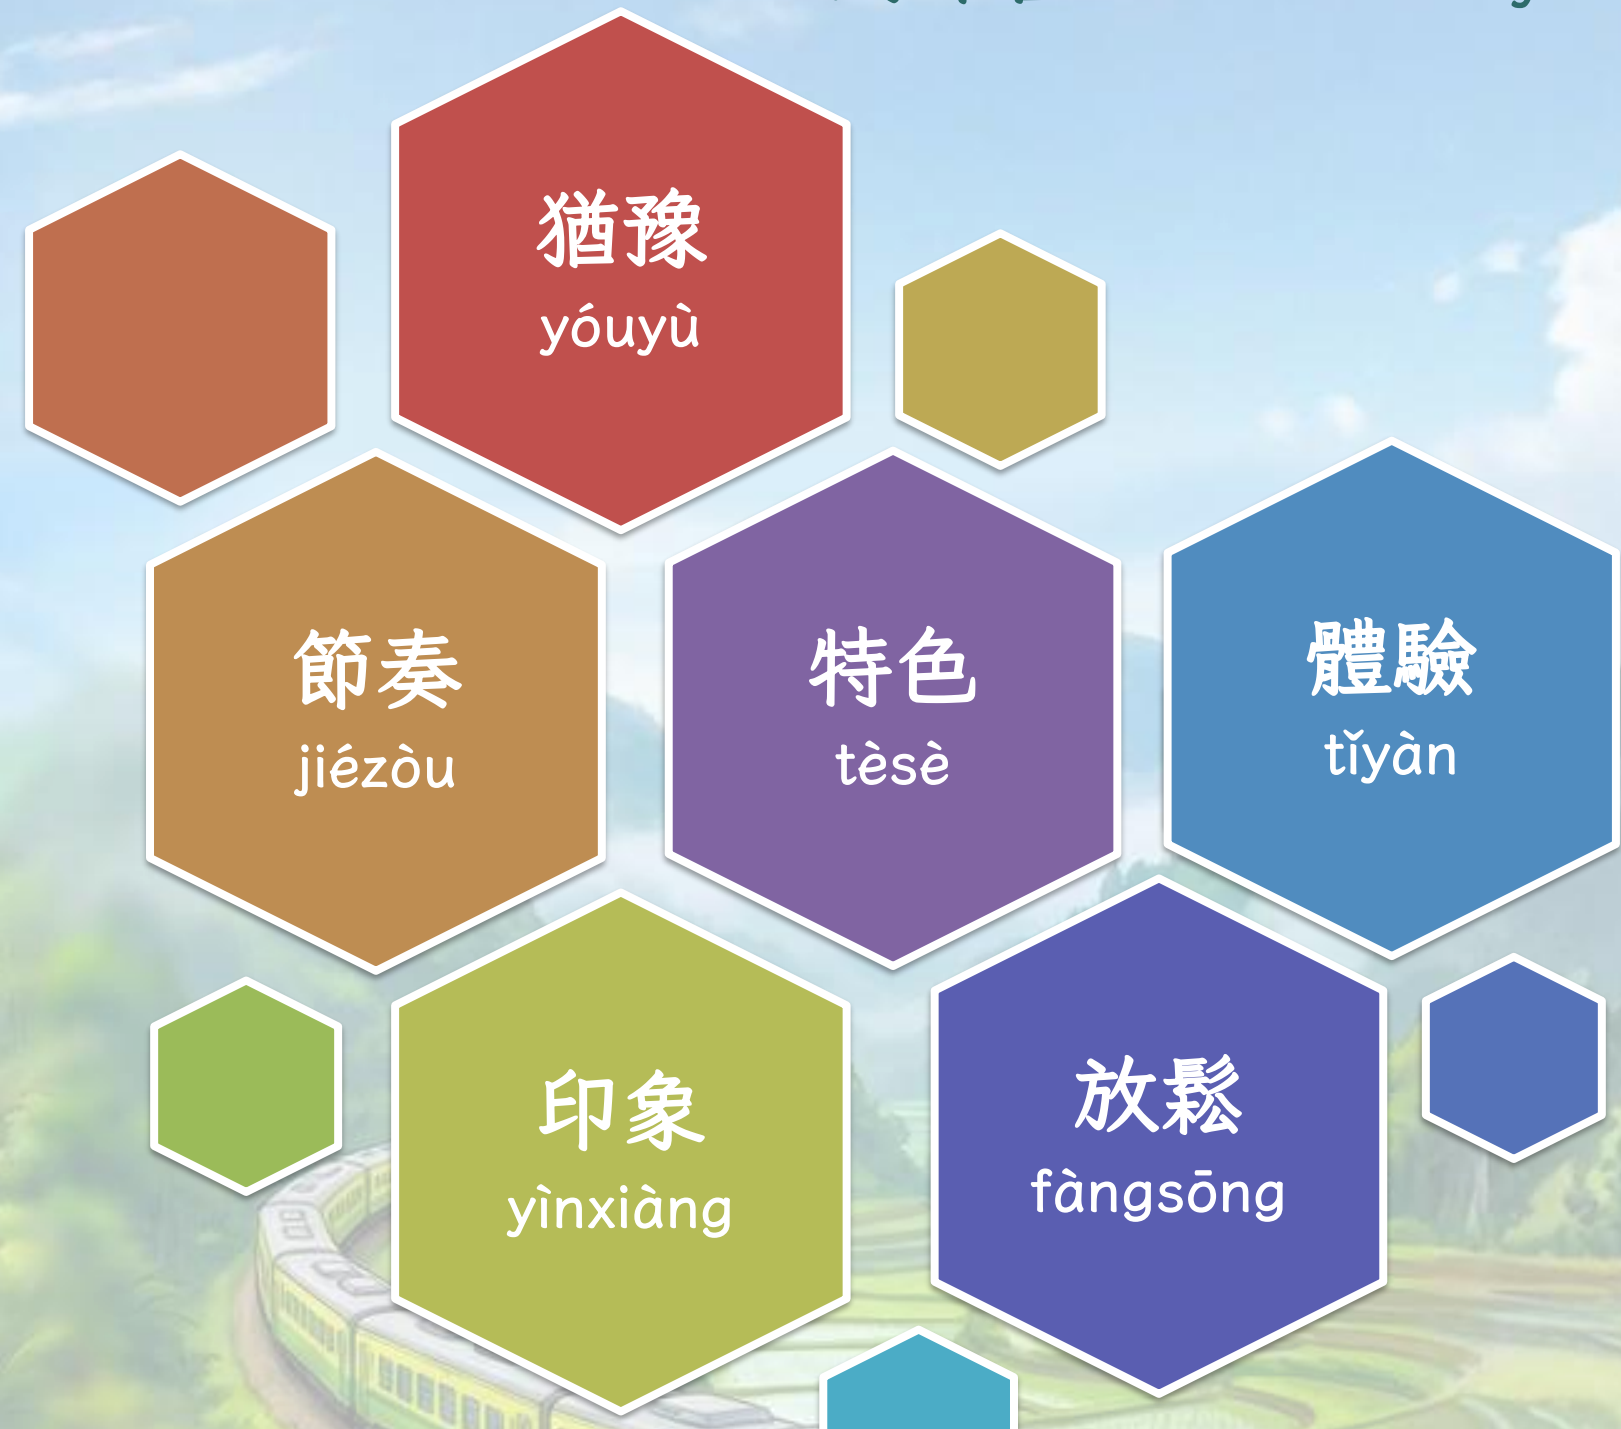 猶豫
yóuyù
節奏
jiézòu
特色
tèsè
體驗
tǐyàn
印象
yìnxiàng
放鬆
fàngsōng